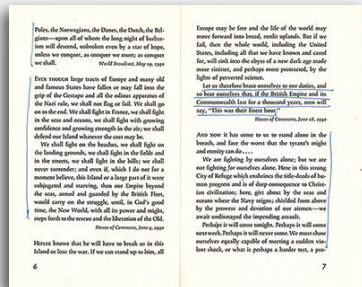 Poles, the Norwegians, the Danes, the Dutch, the Bel-
gians—upon all of whom the long night of barbar-
ism will descend, unbroken even by a star of hope,
unless we conquer, as conquer we must; as conquer
we shall.
World Broadcast, May 19, 1940
EVEN THOUGH large tracts of Europe and many old
and famous States have fallen or may fall into the
grip of the Gestapo and all the odious apparatus of
the Nazi rule, we shall not flag or fail. We shall go
on to the end. We shall fight in France, we shall fight
in the seas and oceans, we shall fight with growing
confidence and growing strength in the air; we shall
defend our Island whatever the cost may be.
We shall fight on the beaches, we shall fight on
the landing-grounds, we shall fight in the fields and
in the streets, we shall fight in the hills; we shall
never surrender; and even if, which I do not for a
moment believe, this Island or a large part of it were
subjugated and starving, then our Empire beyond
the seas, armed and guarded by the British Fleet,
would carry on the struggle, until, in God's good
time, the New World, with all its power and might,
steps forth to the rescue and the liberation of the Old.
House of Commons, June 4, 1940
HITLER knows that he will have to break us in this
Island or lose the war. If we can stand up to him, all
6
Europe may be free and the life of the world may
move forward into broad, sunlit uplands. But if we
fail, then the whole world, including the United
States, including all that we have known and cared
for, will sink into the abyss of a new dark age made
more sinister, and perhaps more protracted, by the
lights of perverted science.
Let us therefore brace ourselves to our duties, and
so bear ourselves that, if the British Empire and its
Commonwealth last for a thousand years, men will
say, "This was their finest hour."
House of Commons, June 18, 1940
AND now it has come to us to stand alone in the
breach, and face the worst that the tyrant's might
and enmity can do....
We are fighting by ourselves alone; but we are
not fighting for ourselves alone. Here in this strong
City of Refuge which enshrines the title-deeds of hu-
man progress and is of deep consequence to Christ-
ian civilization; here, girt about by the seas and
oceans where the Navy reigns; shielded from above
by the prowess and devotion of our airmen—we
await undismayed the impending assault.
Perhaps it will come tonight. Perhaps it will come
next week. Perhaps it will never come. We must show
ourselves equally capable of meeting a sudden vio-
lent shock, or what is perhaps a harder test, a pro-
7